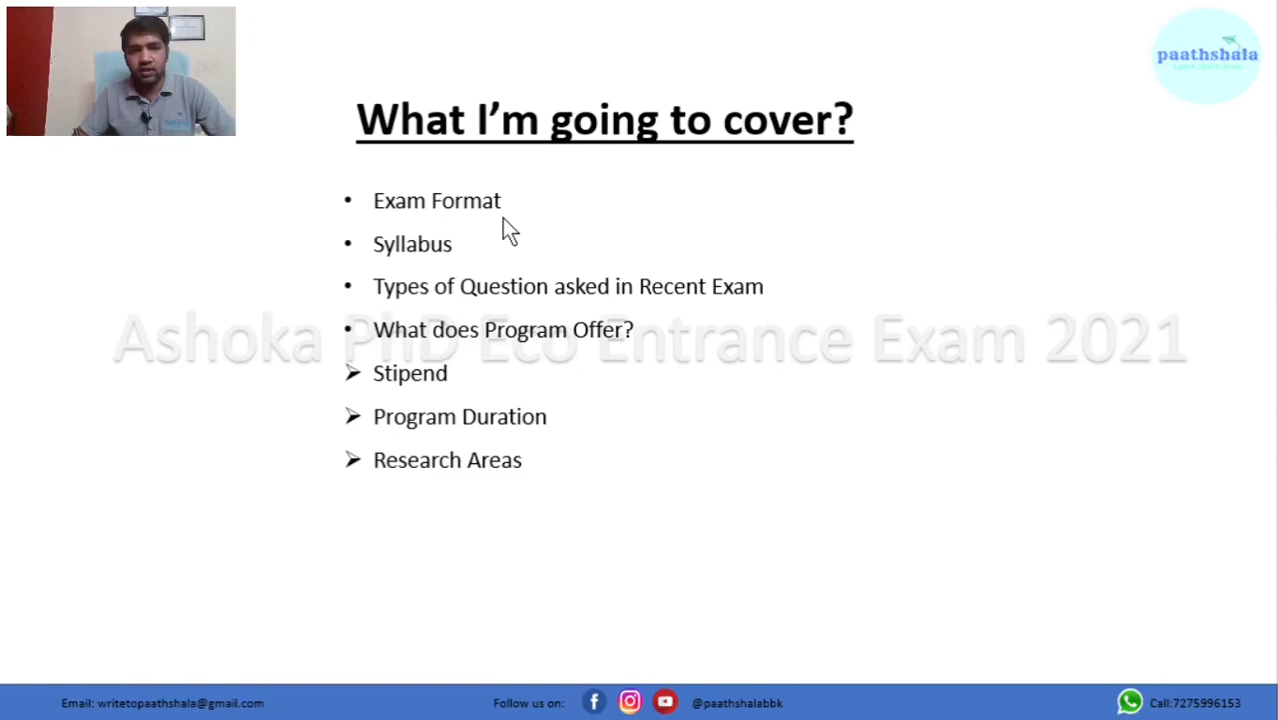 paathshala
What I'm going to cover?
• Exam Format
• Syllabus
• Types of Question asked in Recent Exam
• What does Program Offer?
Ashoka PhD Eco Entrance Exam 2021
➤ Stipend
➤ Program Duration
➤ Research Areas
Email: writetopaathshala@gmail.com Follow us on: @paathshalabbk Call:7275996153